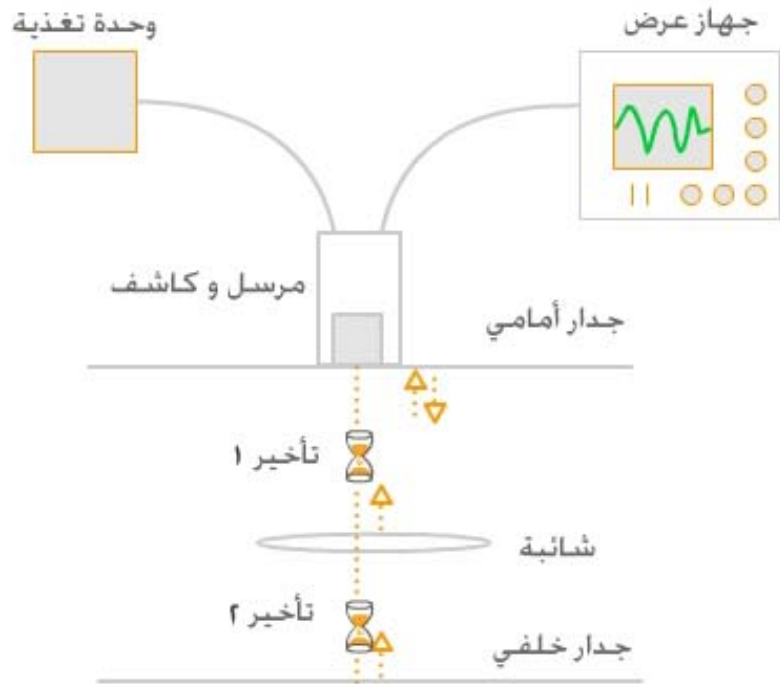 جهاز عرض
وحدة تغذية
مرسل و كاشف
جدار أمامي
تأخير ١
شائبة
تأخير ٢
جدار خلفي